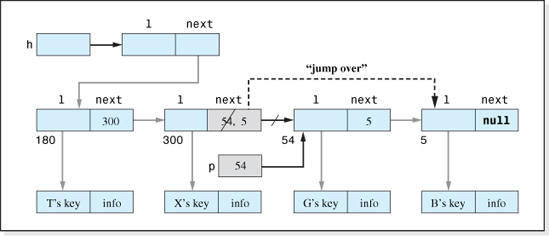 l next
h
"jump over"
l next l next l next l next
300 54, 5 5 null
180 300 54 5
p 54
T's key info X's key info G's key info B's key info